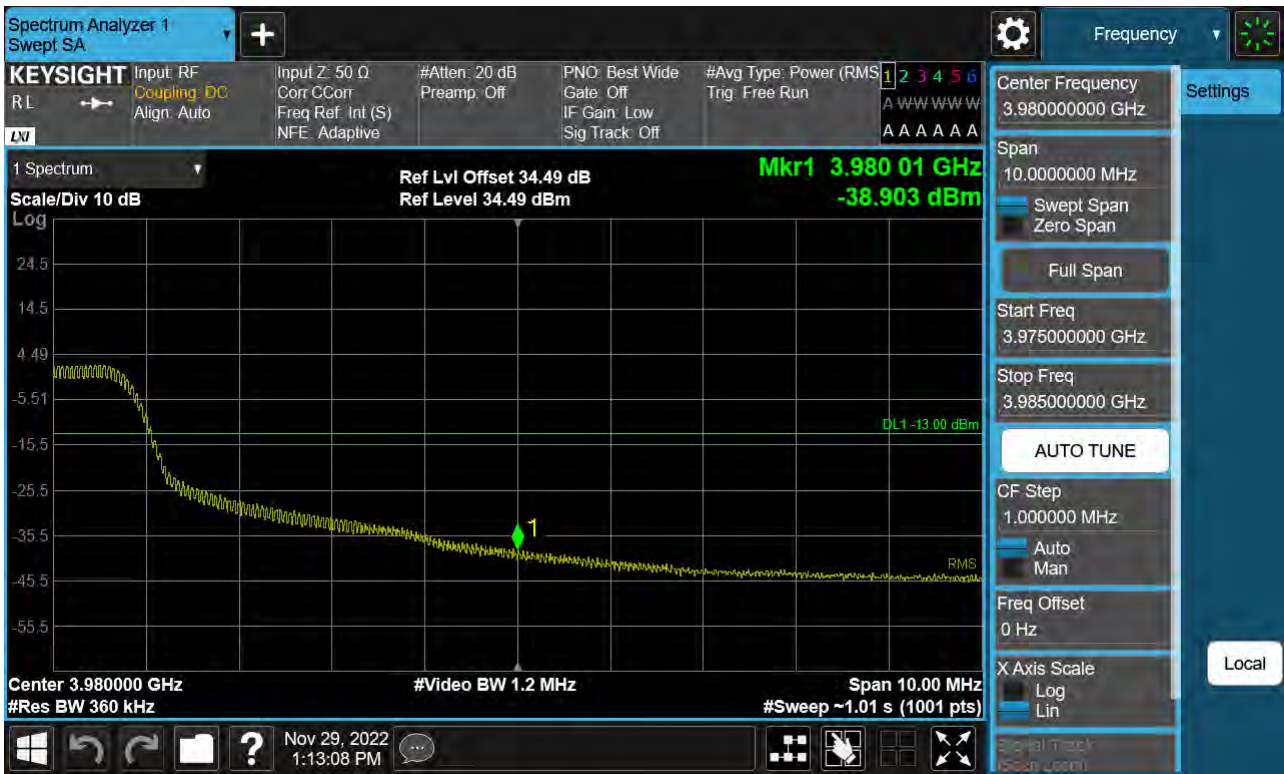 Spectrum Analyzer 1
Swept SA
Frequency
KEYSIGHT
RL
LXI
Input: RF
Coupling: DC
Align: Auto
Input Z: 50 Ω
Corr CCorr
Freq Ref: Int (S)
NFE: Adaptive
#Atten: 20 dB
Preamp: Off
PNO: Best Wide
Gate: Off
IF Gain: Low
Sig Track: Off
#Avg Type: Power (RMS
Trig: Free Run
1 2 3 4 5 6
A W W W W W
A A A A A A
1 Spectrum
Scale/Div 10 dB
Log
Ref Lvl Offset 34.49 dB
Ref Level 34.49 dBm
Mkr1 3.980 01 GHz
-38.903 dBm
24.5
14.5
4.49
-5.51
DL1 -13.00 dBm
-15.5
-25.5
1
-35.5
RMS
-45.5
-55.5
Center 3.980000 GHz
#Res BW 360 kHz
#Video BW 1.2 MHz
Span 10.00 MHz
#Sweep ~1.01 s (1001 pts)
Nov 29, 2022
1:13:08 PM
Center Frequency
3.980000000 GHz
Settings
Span
10.0000000 MHz
Swept Span
Zero Span
Full Span
Start Freq
3.975000000 GHz
Stop Freq
3.985000000 GHz
AUTO TUNE
CF Step
1.000000 MHz
Auto
Man
Freq Offset
0 Hz
X Axis Scale
Log
Lin
Local
Signal Track
(Span Zoom)